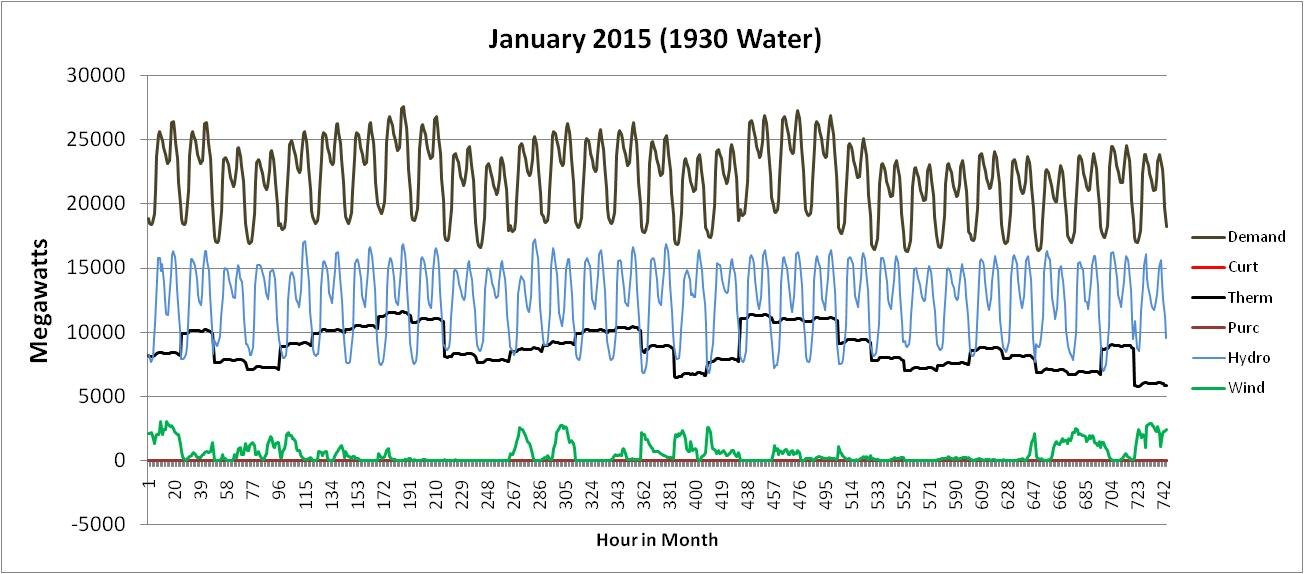 January 2015 (1930 Water)
30000
25000
20000
15000
10000
5000
0
-5000
Megawatts
1 20 39 58 77 96 115 134 153 172 191 210 229 248 267 286 305 324 343 362 381 400 419 438 457 476 495 514 533 552 571 590 609 628 647 666 685 704 723 742
Hour in Month
Demand
Curt
Therm
Purc
Hydro
Wind